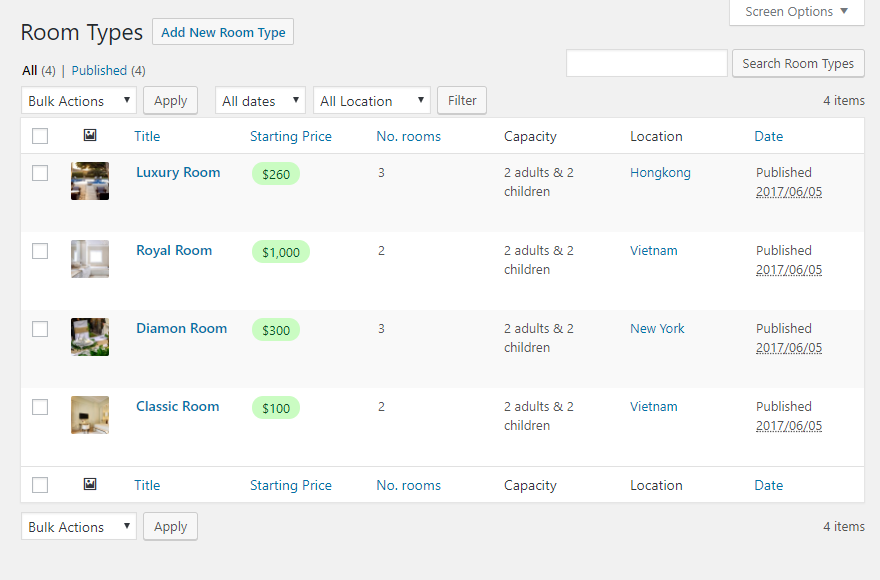 Screen Options ▼
Room Types Add New Room Type
All (4) | Published (4)
Search Room Types
Bulk Actions Apply All dates All Location Filter 4 items
Title Starting Price No. rooms Capacity Location Date
Luxury Room $260 3 2 adults & 2 Hongkong Published
children 2017/06/05
Royal Room $1,000 2 2 adults & 2 Vietnam Published
children 2017/06/05
Diamon Room $300 3 2 adults & 2 New York Published
children 2017/06/05
Classic Room $100 2 2 adults & 2 Vietnam Published
children 2017/06/05
Title Starting Price No. rooms Capacity Location Date
Bulk Actions Apply 4 items